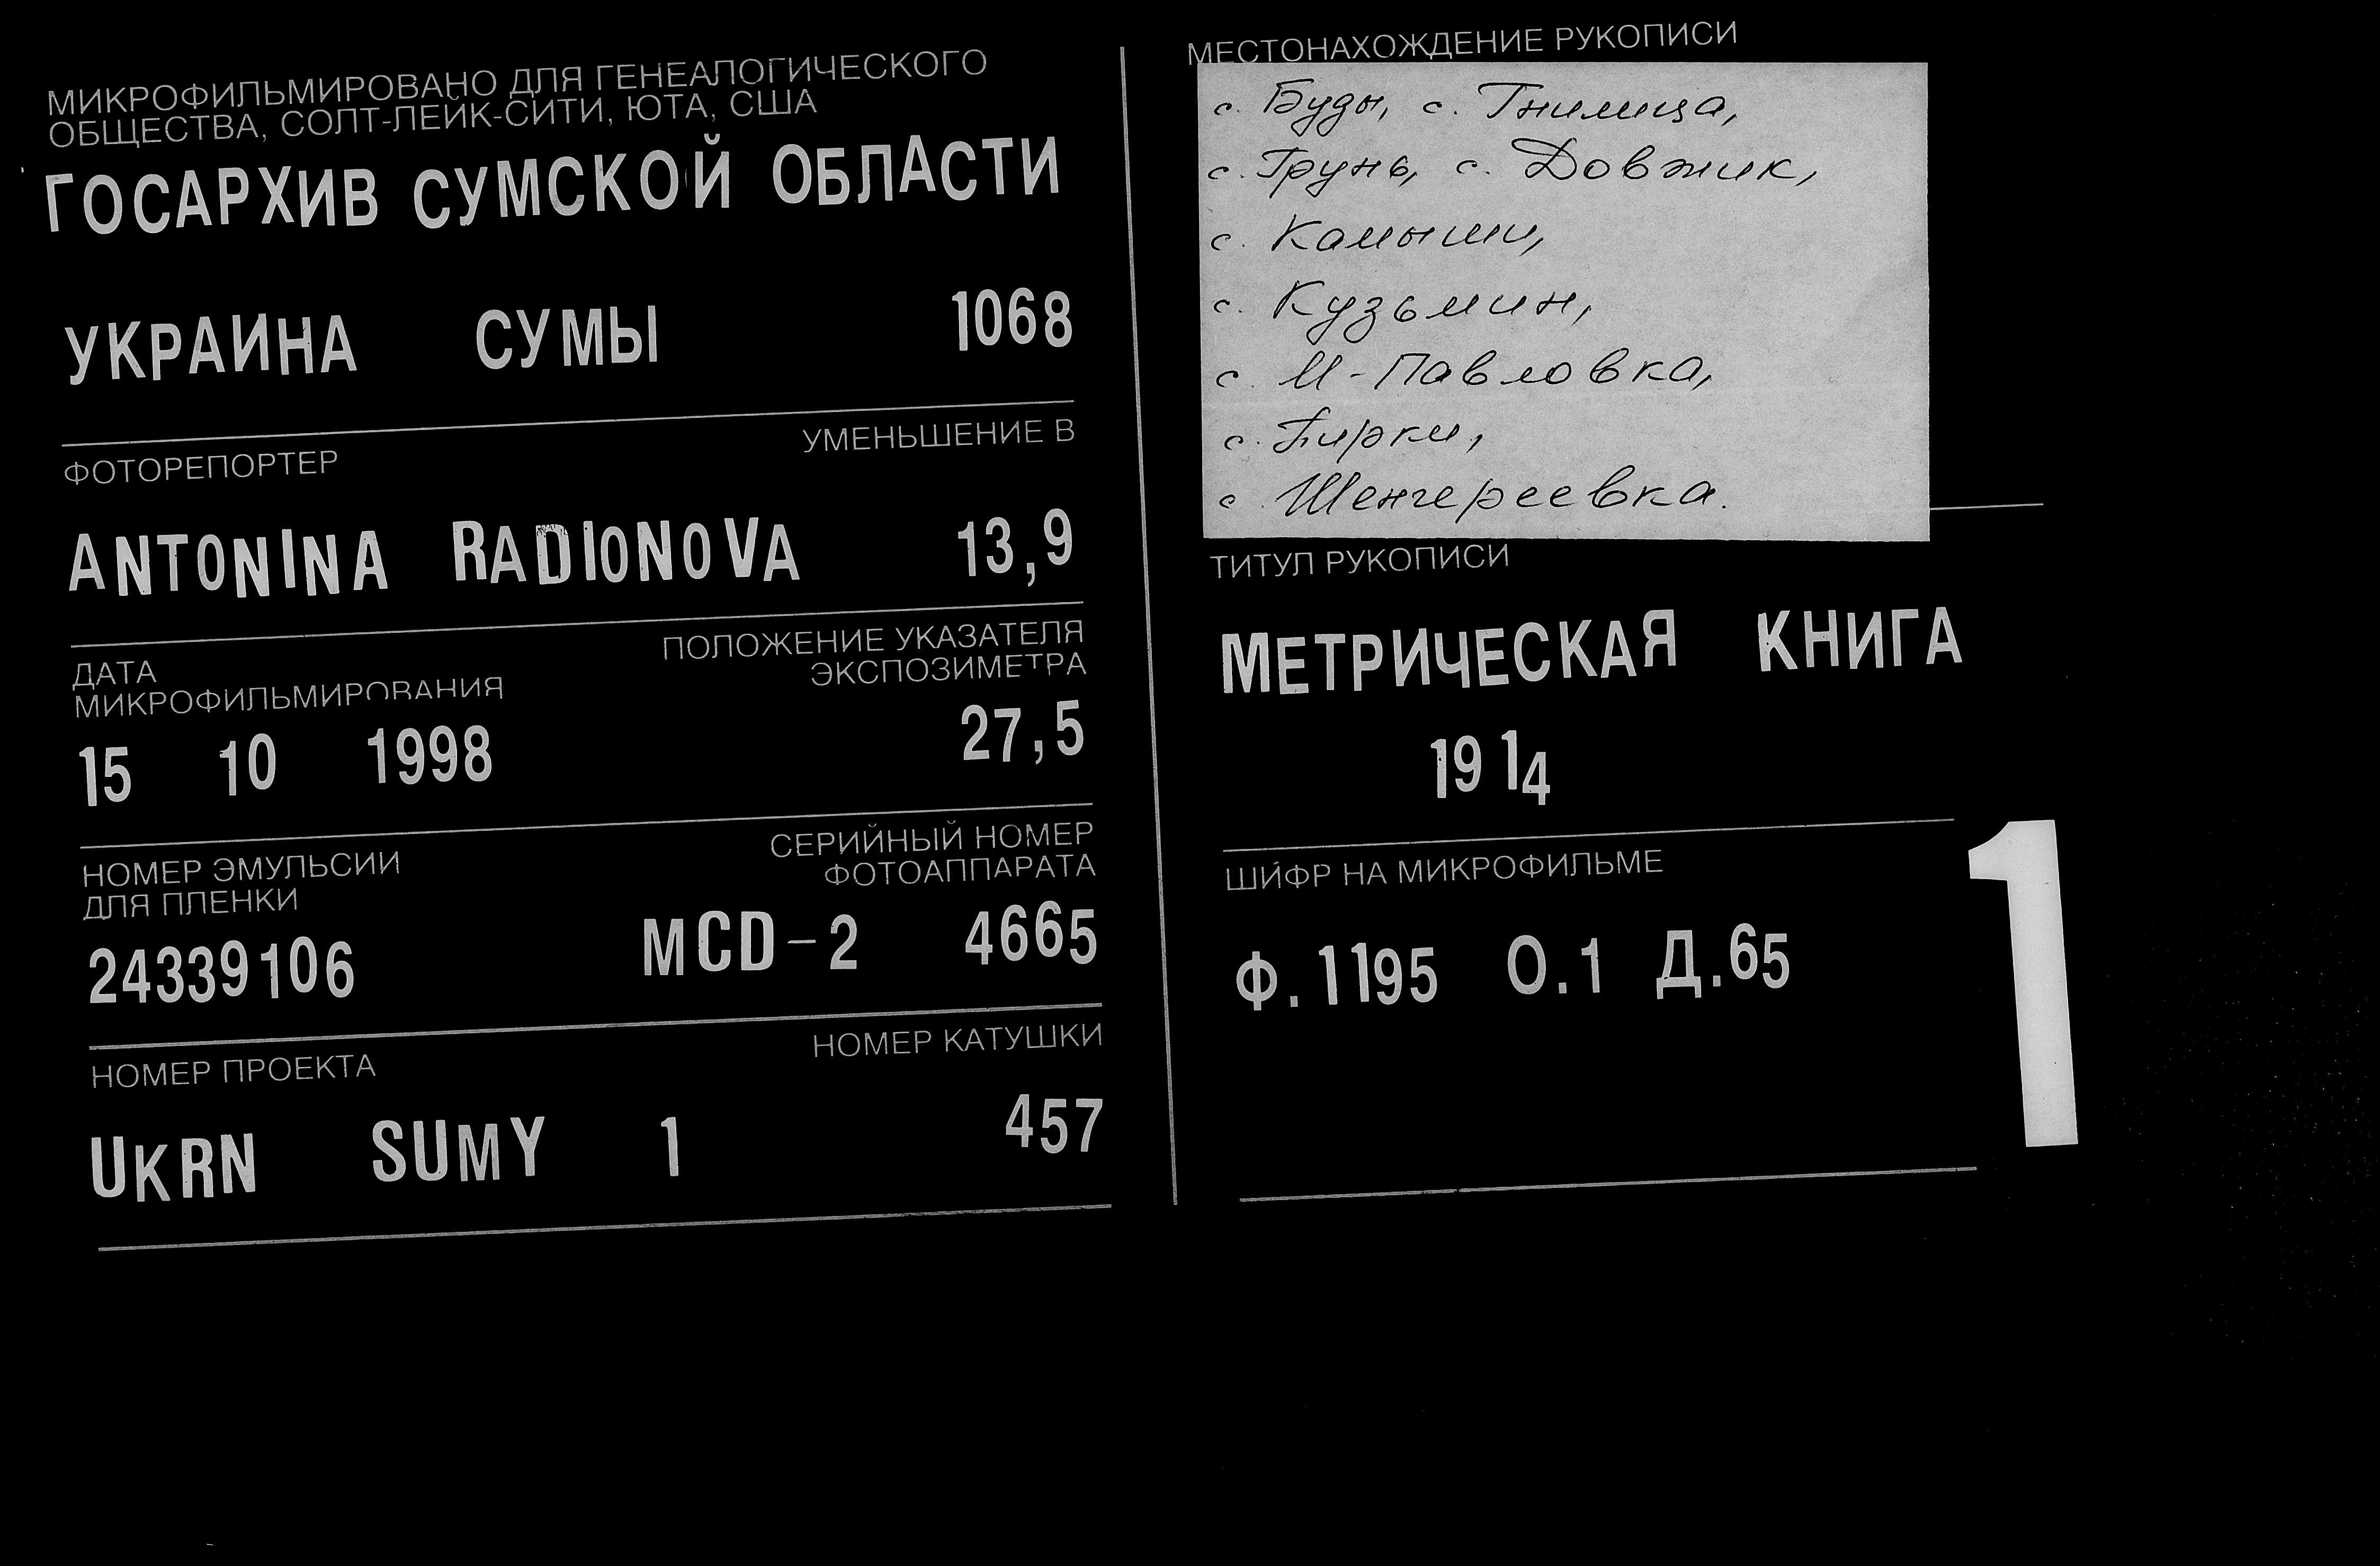 МИКРОФИЛЬМИРОВАНО ДЛЯ ГЕНЕАЛОГИЧЕСКОГО
ОБЩЕСТВА, СОЛТ-ЛЕЙК-СИТИ, ЮТА, США
ГОСАРХИВ СУМСКОЙ ОБЛАСТИ
УКРАИНА СУМЫ 1068
ФОТОРЕПОРТЕР УМЕНЬШЕНИЕ В
ANTONINA RADIONOVA 13,9
ДАТА
МИКРОФИЛЬМИРОВАНИЯ
ПОЛОЖЕНИЕ УКАЗАТЕЛЯ
ЭКСПОЗИМЕТРА
15 10 1998 27,5
НОМЕР ЭМУЛЬСИИ
ДЛЯ ПЛЕНКИ
СЕРИЙНЫЙ НОМЕР
ФОТОАППАРАТА
24339106 MCD-2 4665
НОМЕР ПРОЕКТА НОМЕР КАТУШКИ
UKRN SUMY 1 457
МЕСТОНАХОЖДЕНИЕ РУКОПИСИ
с. Буды, с. Гнилица,
с. Грунь, с. Довжик,
с. Камыши,
с. Кузьмин,
с. М-Павловка,
с. Бирки,
с. Шенгереевка.
ТИТУЛ РУКОПИСИ
МЕТРИЧЕСКАЯ КНИГА
1914
ШИФР НА МИКРОФИЛЬМЕ
Ф.1195 О.1 Д.65
1